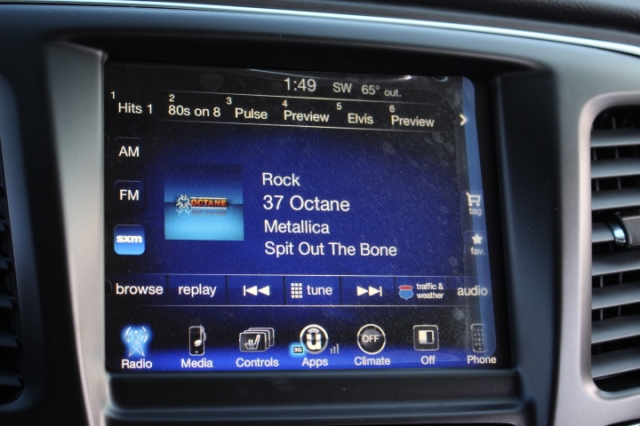 1:49 SW 65° out.
1 2 3 4 5 6
Hits 1 80s on 8 Pulse Preview Elvis Preview
AM
FM
sxm
OCTANE
Rock
37 Octane
Metallica
Spit Out The Bone
tag
fav.
browse replay tune traffic & weather audio
3G OFF
Radio Media Controls Apps Climate Off Phone